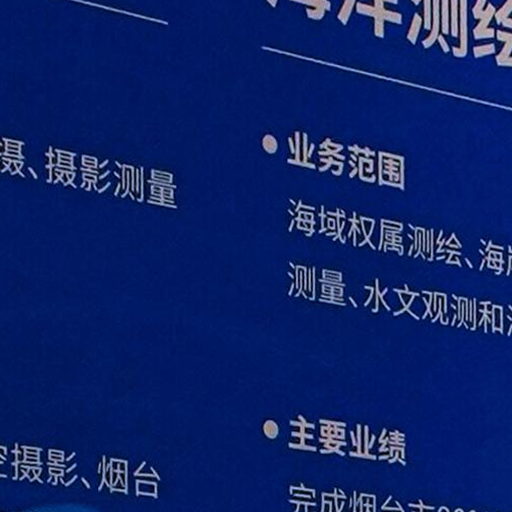 摄、摄影测量
摄影、烟台
海洋测绘
业务范围
海域权属测绘、海
测量、水文观测和
主要业绩
完成烟台市